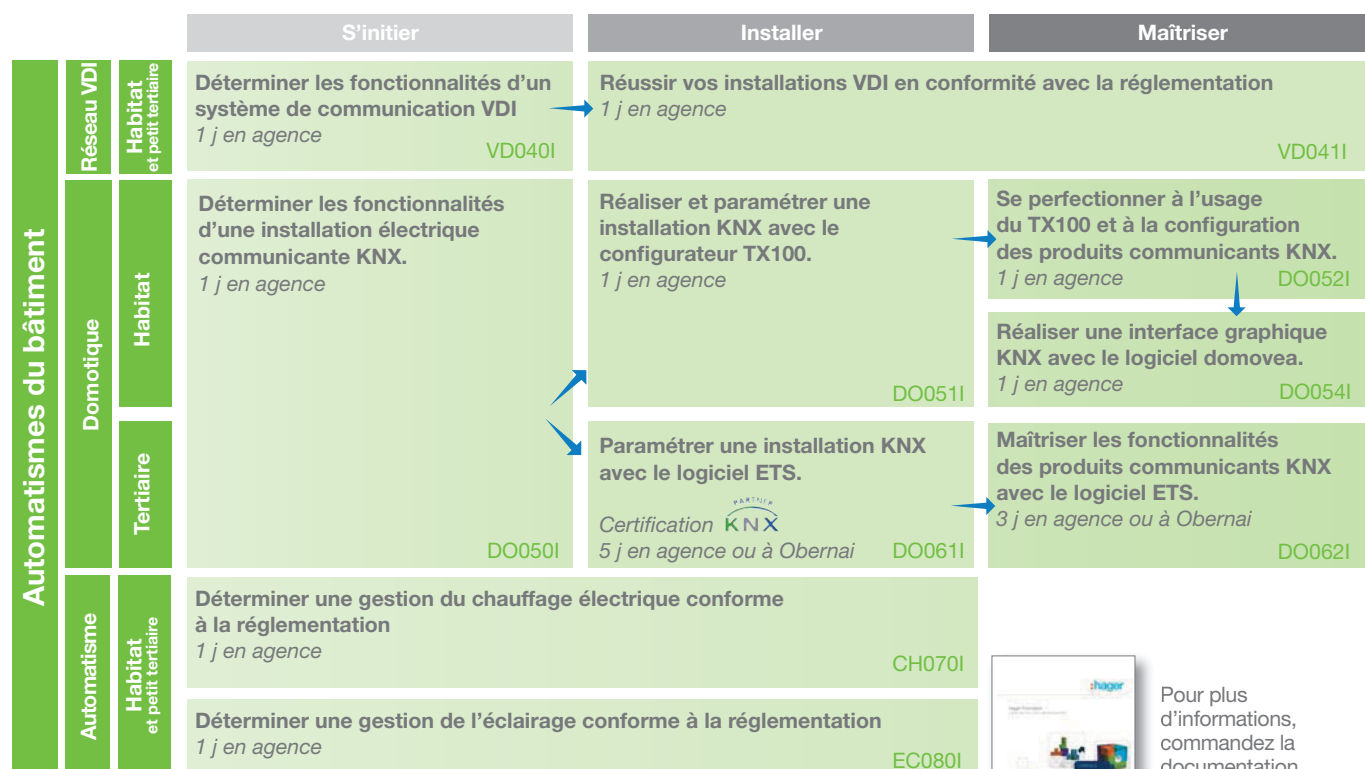 S'initier
Installer
Maîtriser
Automatismes du bâtiment
Réseau VDI
Habitat
et petit tertiaire
Déterminer les fonctionnalités d'un
système de communication VDI
1 j en agence
VD040I
Réussir vos installations VDI en conformité avec la réglementation
1 j en agence
VD041I
Domotique
Habitat
Déterminer les fonctionnalités
d'une installation électrique
communicante KNX.
1 j en agence
DO050I
Réaliser et paramétrer une
installation KNX avec le
configurateur TX100.
1 j en agence
DO051I
Se perfectionner à l'usage
du TX100 et à la configuration
des produits communicants KNX.
1 j en agence
DO052I
Réaliser une interface graphique
KNX avec le logiciel domovea.
1 j en agence
DO054I
Tertiaire
Paramétrer une installation KNX
avec le logiciel ETS.
PARTNER
Certification KNX
5 j en agence ou à Obernai
DO061I
Maîtriser les fonctionnalités
des produits communicants KNX
avec le logiciel ETS.
3 j en agence ou à Obernai
DO062I
Automatisme
Habitat
et petit tertiaire
Déterminer une gestion du chauffage électrique conforme
à la réglementation
1 j en agence
CH070I
Déterminer une gestion de l'éclairage conforme à la réglementation
1 j en agence
EC080I
:hager
Pour plus
d'informations,
commandez la
documentation